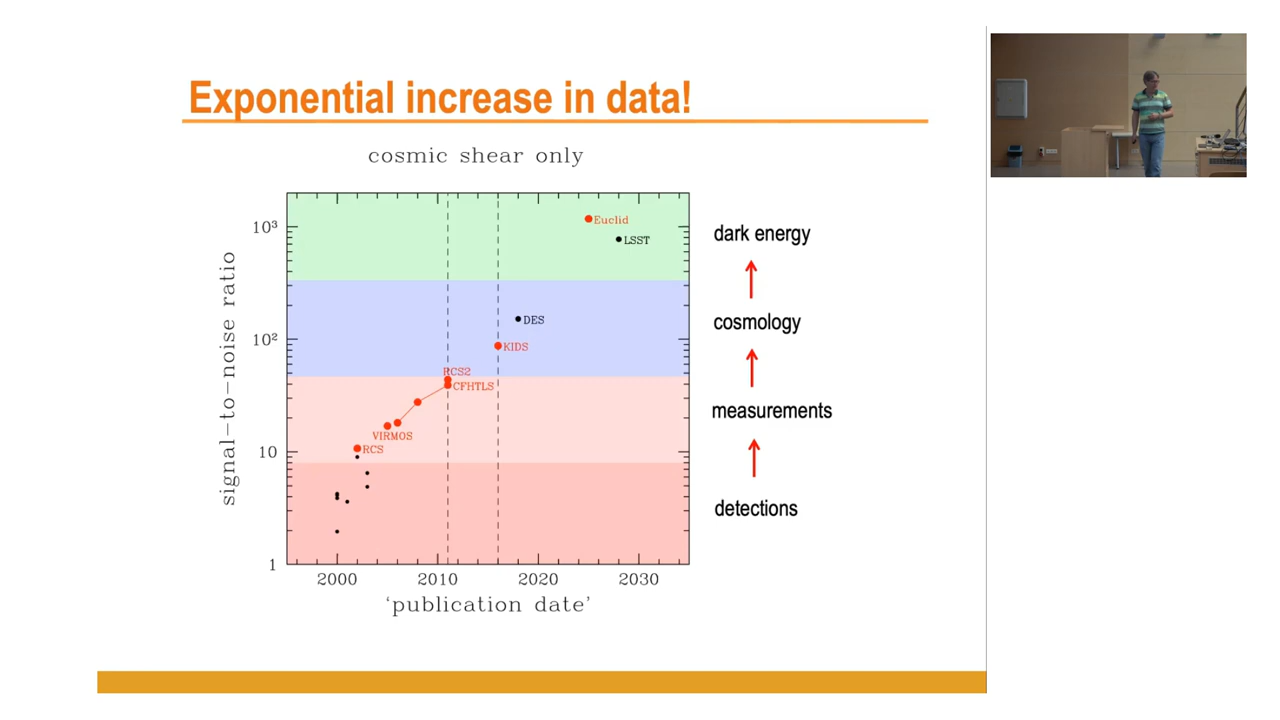 Exponential increase in data!
cosmic shear only
signal-to-noise ratio
10³
10²
10
1
Euclid
LSST
DES
KIDS
RCS2
CFHTLS
VIRMOS
RCS
2000 2010 2020 2030
‘publication date’
dark energy
cosmology
measurements
detections